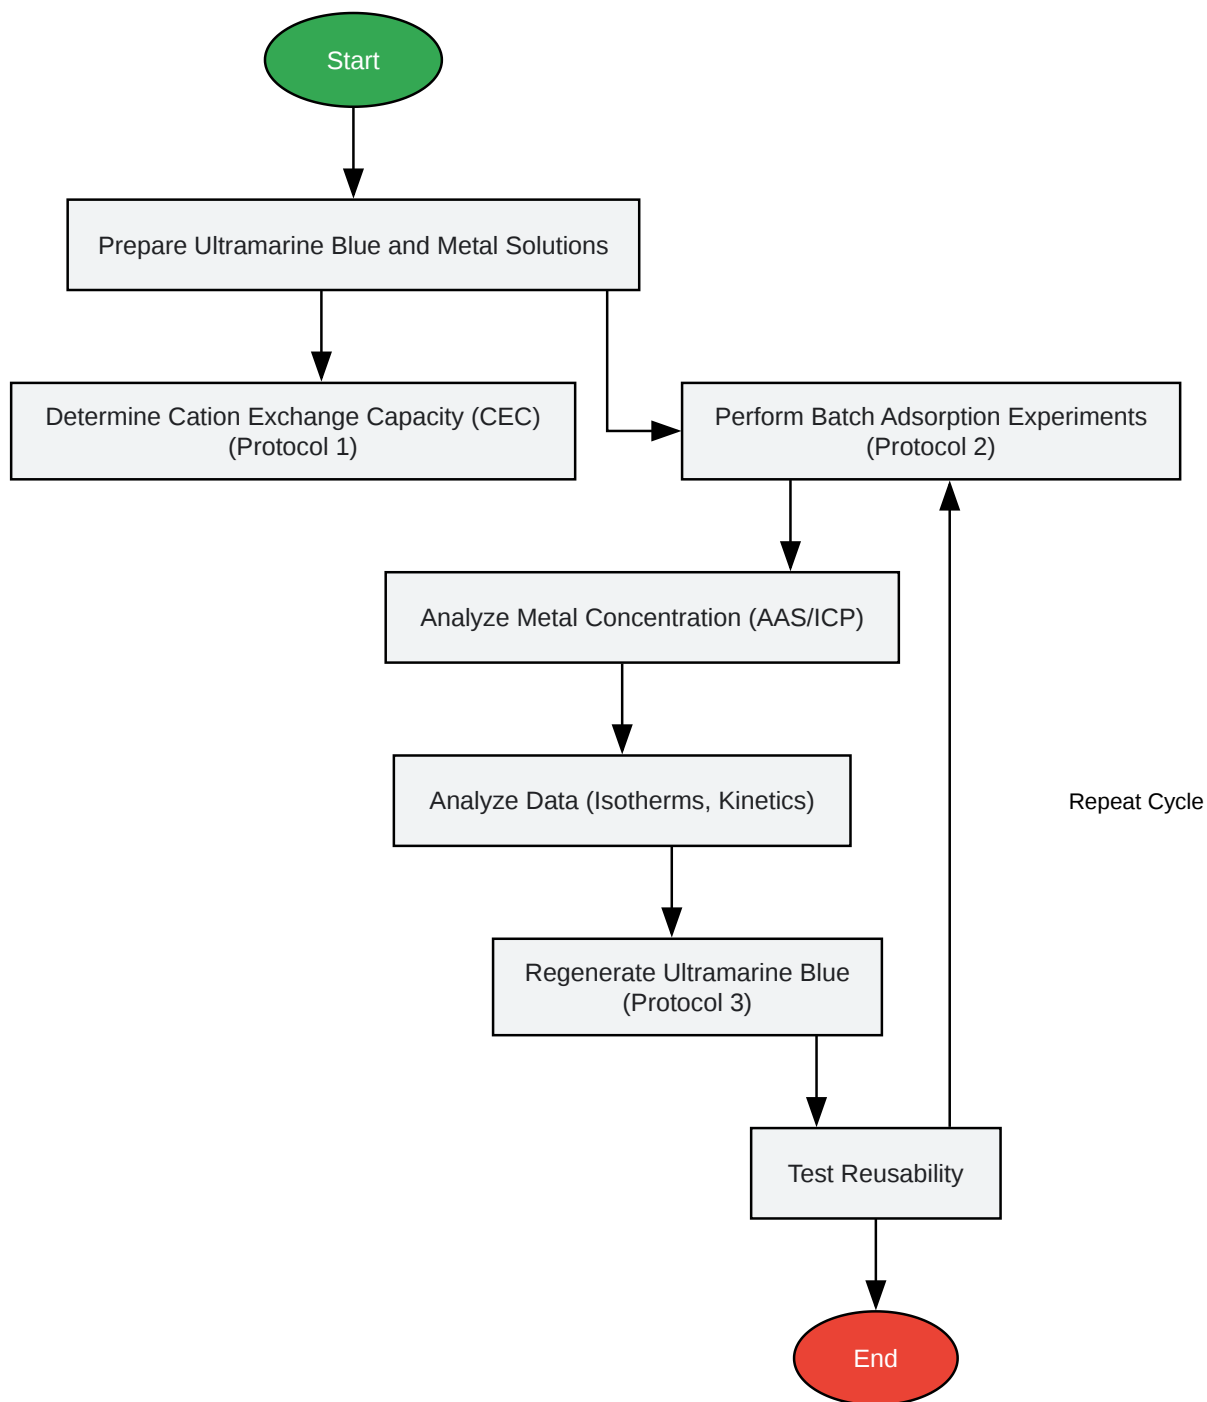 Start
Prepare Ultramarine Blue and Metal Solutions
Determine Cation Exchange Capacity (CEC)
(Protocol 1)
Perform Batch Adsorption Experiments
(Protocol 2)
Analyze Metal Concentration (AAS/ICP)
Analyze Data (Isotherms, Kinetics)
Repeat Cycle
Regenerate Ultramarine Blue
(Protocol 3)
Test Reusability
End